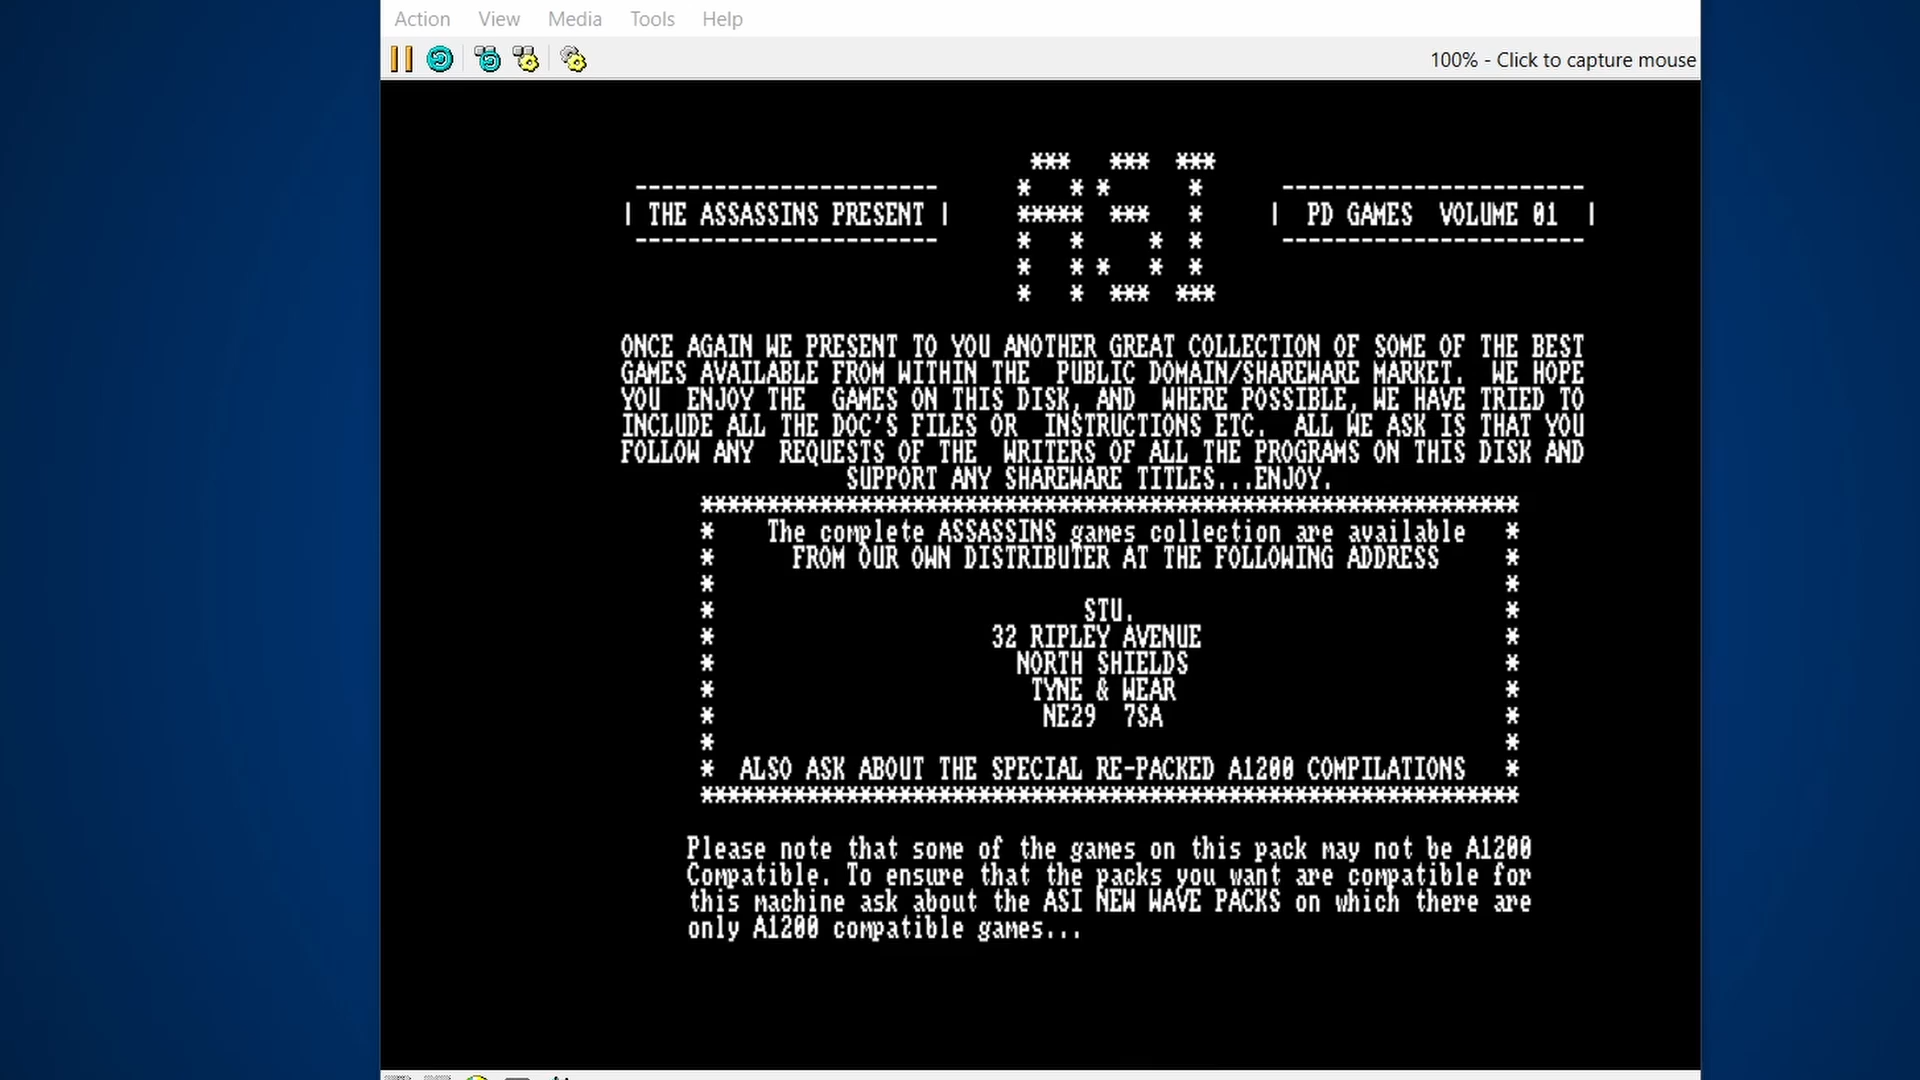 Action View Media Tools Help
100% - Click to capture mouse
THE ASSASSINS PRESENT
ASI
PD GAMES VOLUME 01
ONCE AGAIN WE PRESENT TO YOU ANOTHER GREAT COLLECTION OF SOME OF THE BEST
GAMES AVAILABLE FROM WITHIN THE PUBLIC DOMAIN/SHAREWARE MARKET. WE HOPE
YOU ENJOY THE GAMES ON THIS DISK, AND WHERE POSSIBLE, WE HAVE TRIED TO
INCLUDE ALL THE DOC'S FILES OR INSTRUCTIONS ETC. ALL WE ASK IS THAT YOU
FOLLOW ANY REQUESTS OF THE WRITERS OF ALL THE PROGRAMS ON THIS DISK AND
SUPPORT ANY SHAREWARE TITLES...ENJOY.
The complete ASSASSINS games collection are available
FROM OUR OWN DISTRIBUTER AT THE FOLLOWING ADDRESS
STU.
32 RIPLEY AVENUE
NORTH SHIELDS
TYNE & WEAR
NE29 7SA
ALSO ASK ABOUT THE SPECIAL RE-PACKED A1200 COMPILATIONS
Please note that some of the games on this pack may not be A1200
Compatible. To ensure that the packs you want are compatible for
this machine ask about the ASI NEW WAVE PACKS on which there are
only A1200 compatible games...